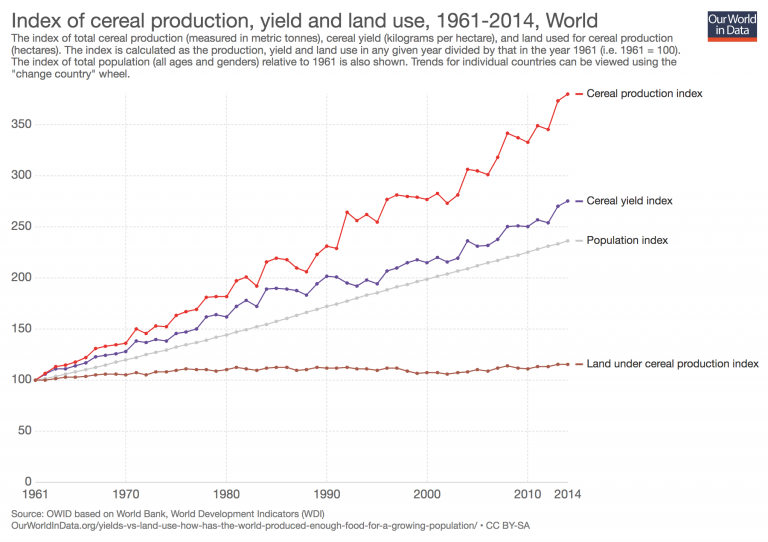 Index of cereal production, yield and land use, 1961-2014, World
Our World
in Data
The index of total cereal production (measured in metric tonnes), cereal yield (kilograms per hectare), and land used for cereal production
(hectares). The index is calculated as the production, yield and land use in any given year divided by that in the year 1961 (i.e. 1961 = 100).
The index of total population (all ages and genders) relative to 1961 is also shown. Trends for individual countries can be viewed using the
"change country" wheel.
Cereal production index
350
300
250
Cereal yield index
Population index
200
150
100
Land under cereal production index
50
0
1961 1970 1980 1990 2000 2010 2014
Source: OWID based on World Bank, World Development Indicators (WDI)
OurWorldInData.org/yields-vs-land-use-how-has-the-world-produced-enough-food-for-a-growing-population/ • CC BY-SA